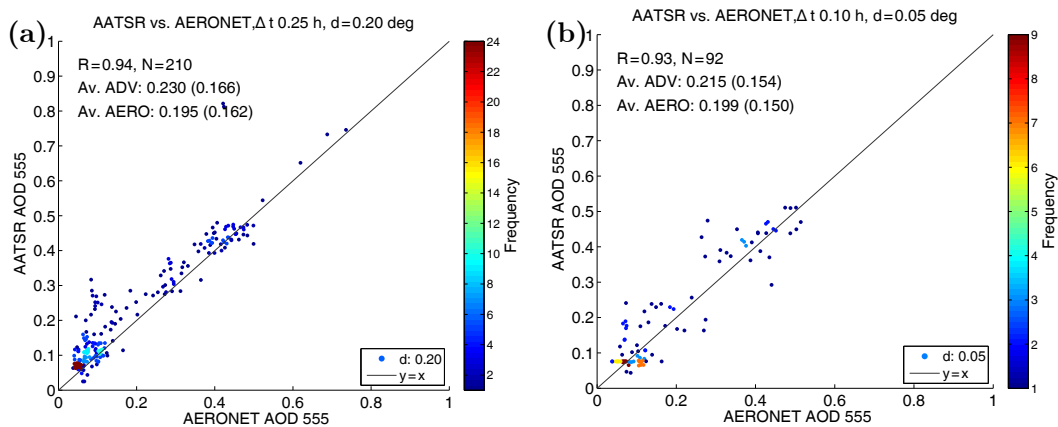 (a)
AATSR vs. AERONET,Δ t 0.25 h, d=0.20 deg
R=0.94, N=210
Av. ADV: 0.230 (0.166)
Av. AERO: 0.195 (0.162)
AATSR AOD 555
1
0.9
0.8
0.7
0.6
0.5
0.4
0.3
0.2
0.1
0
0
0.2
0.4
0.6
0.8
1
AERONET AOD 555
d: 0.20
y=x
24
22
20
18
16
14
12
10
8
6
4
2
Frequency
(b)
AATSR vs. AERONET,Δ t 0.10 h, d=0.05 deg
R=0.93, N=92
Av. ADV: 0.215 (0.154)
Av. AERO: 0.199 (0.150)
AATSR AOD 555
1
0.9
0.8
0.7
0.6
0.5
0.4
0.3
0.2
0.1
0
0
0.2
0.4
0.6
0.8
1
AERONET AOD 555
d: 0.05
y=x
9
8
7
6
5
4
3
2
1
Frequency